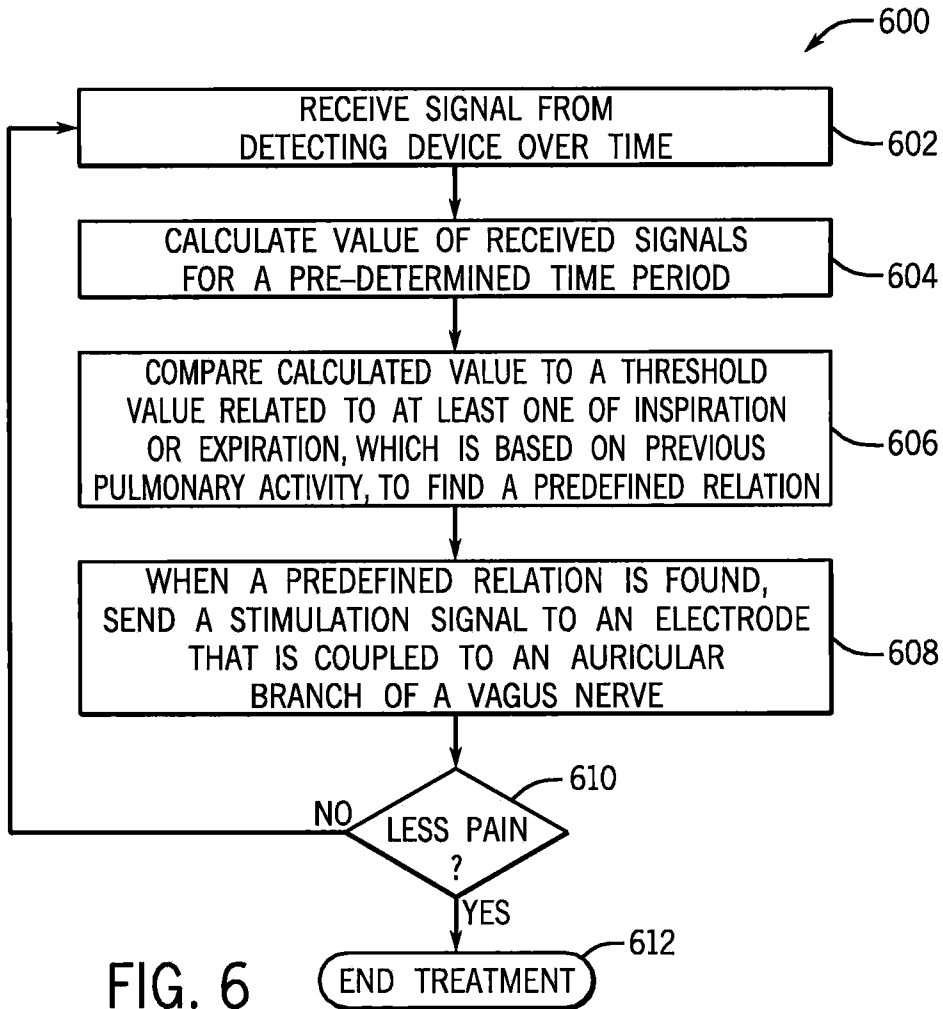 600
RECEIVE SIGNAL FROM
DETECTING DEVICE OVER TIME
602
CALCULATE VALUE OF RECEIVED SIGNALS
FOR A PRE-DETERMINED TIME PERIOD
604
COMPARE CALCULATED VALUE TO A THRESHOLD
VALUE RELATED TO AT LEAST ONE OF INSPIRATION
OR EXPIRATION, WHICH IS BASED ON PREVIOUS
PULMONARY ACTIVITY, TO FIND A PREDEFINED RELATION
606
WHEN A PREDEFINED RELATION IS FOUND,
SEND A STIMULATION SIGNAL TO AN ELECTRODE
THAT IS COUPLED TO AN AURICULAR
BRANCH OF A VAGUS NERVE
608
610
NO
LESS PAIN
?
YES
612
END TREATMENT
FIG. 6